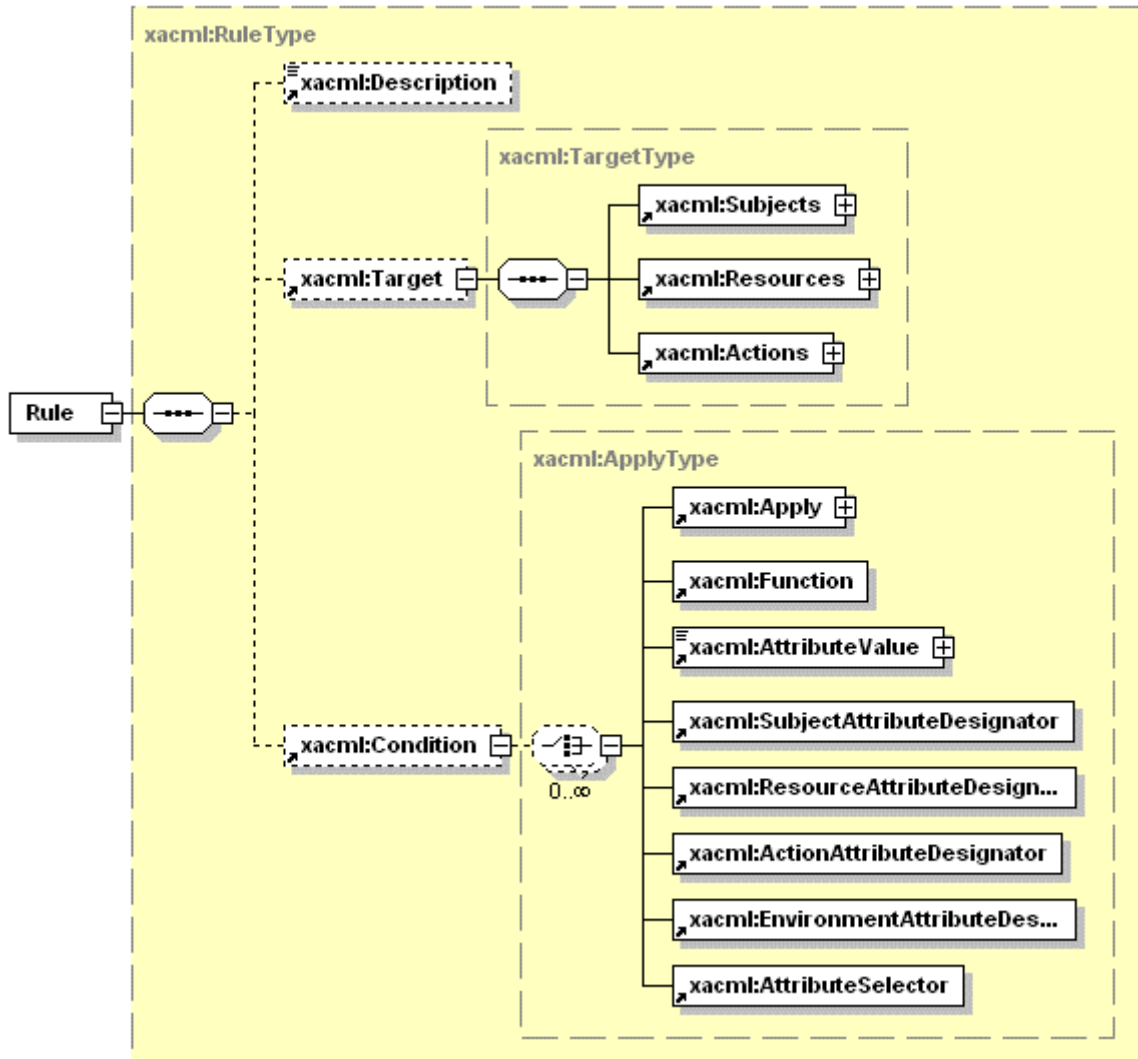 xacml:RuleType
xacml:Description
xacml:TargetType
xacml:Subjects
xacml:Target
xacml:Resources
xacml:Actions
Rule
xacml:ApplyType
xacml:Apply
xacml:Function
xacml:AttributeValue
xacml:SubjectAttributeDesignator
xacml:Condition
0..∞
xacml:ResourceAttributeDesign...
xacml:ActionAttributeDesignator
xacml:EnvironmentAttributeDes...
xacml:AttributeSelector